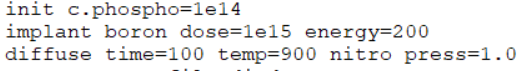 init c.phospho=1e14
implant boron dose=1e15 energy=200
diffuse time=100 temp=900 nitro press=1.0